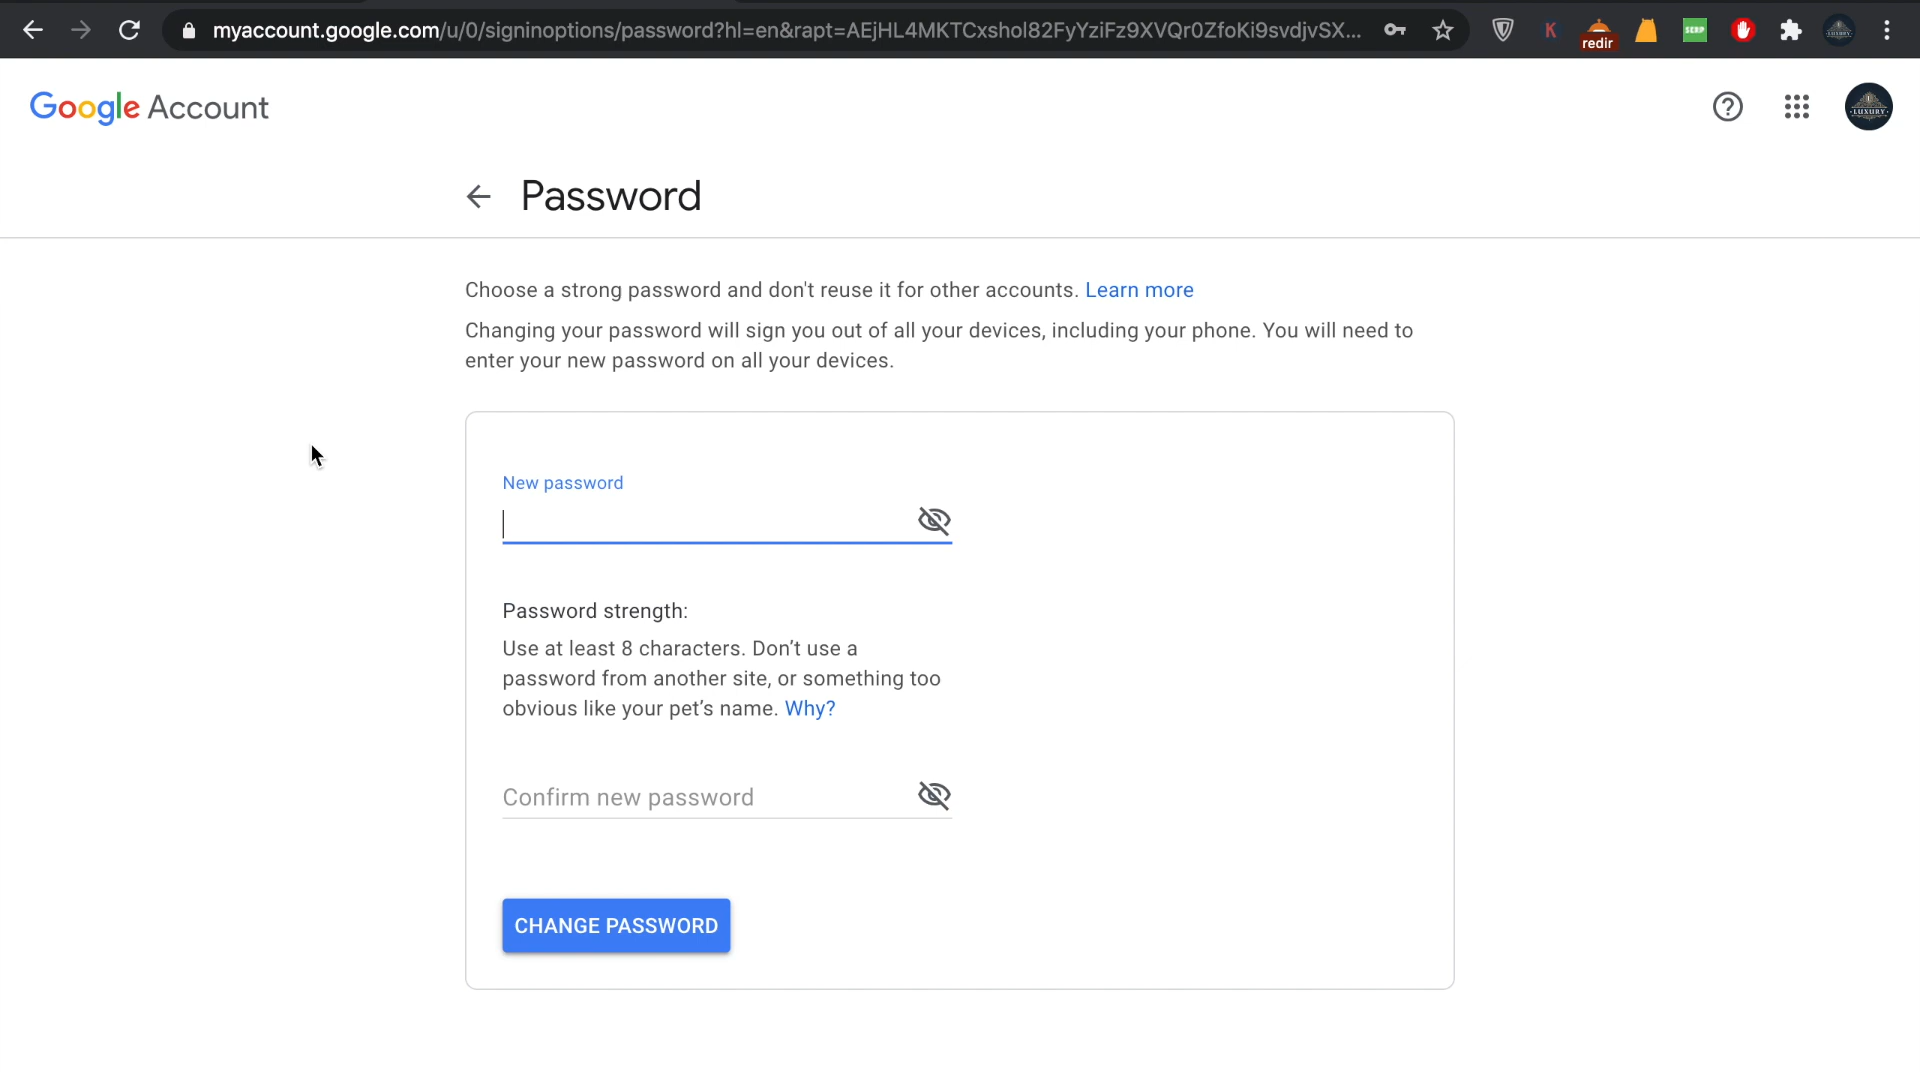 myaccount.google.com/u/0/signinoptions/password?hl=en&rapt=AEjHL4MKTCxshol82FyYziFz9XVQr0ZfoKi9svdjvSX...
K
redir
SERP
Google Account
LUXURY
Password
Choose a strong password and don't reuse it for other accounts. Learn more
Changing your password will sign you out of all your devices, including your phone. You will need to
enter your new password on all your devices.
New password
Password strength:
Use at least 8 characters. Don’t use a
password from another site, or something too
obvious like your pet’s name. Why?
Confirm new password
CHANGE PASSWORD